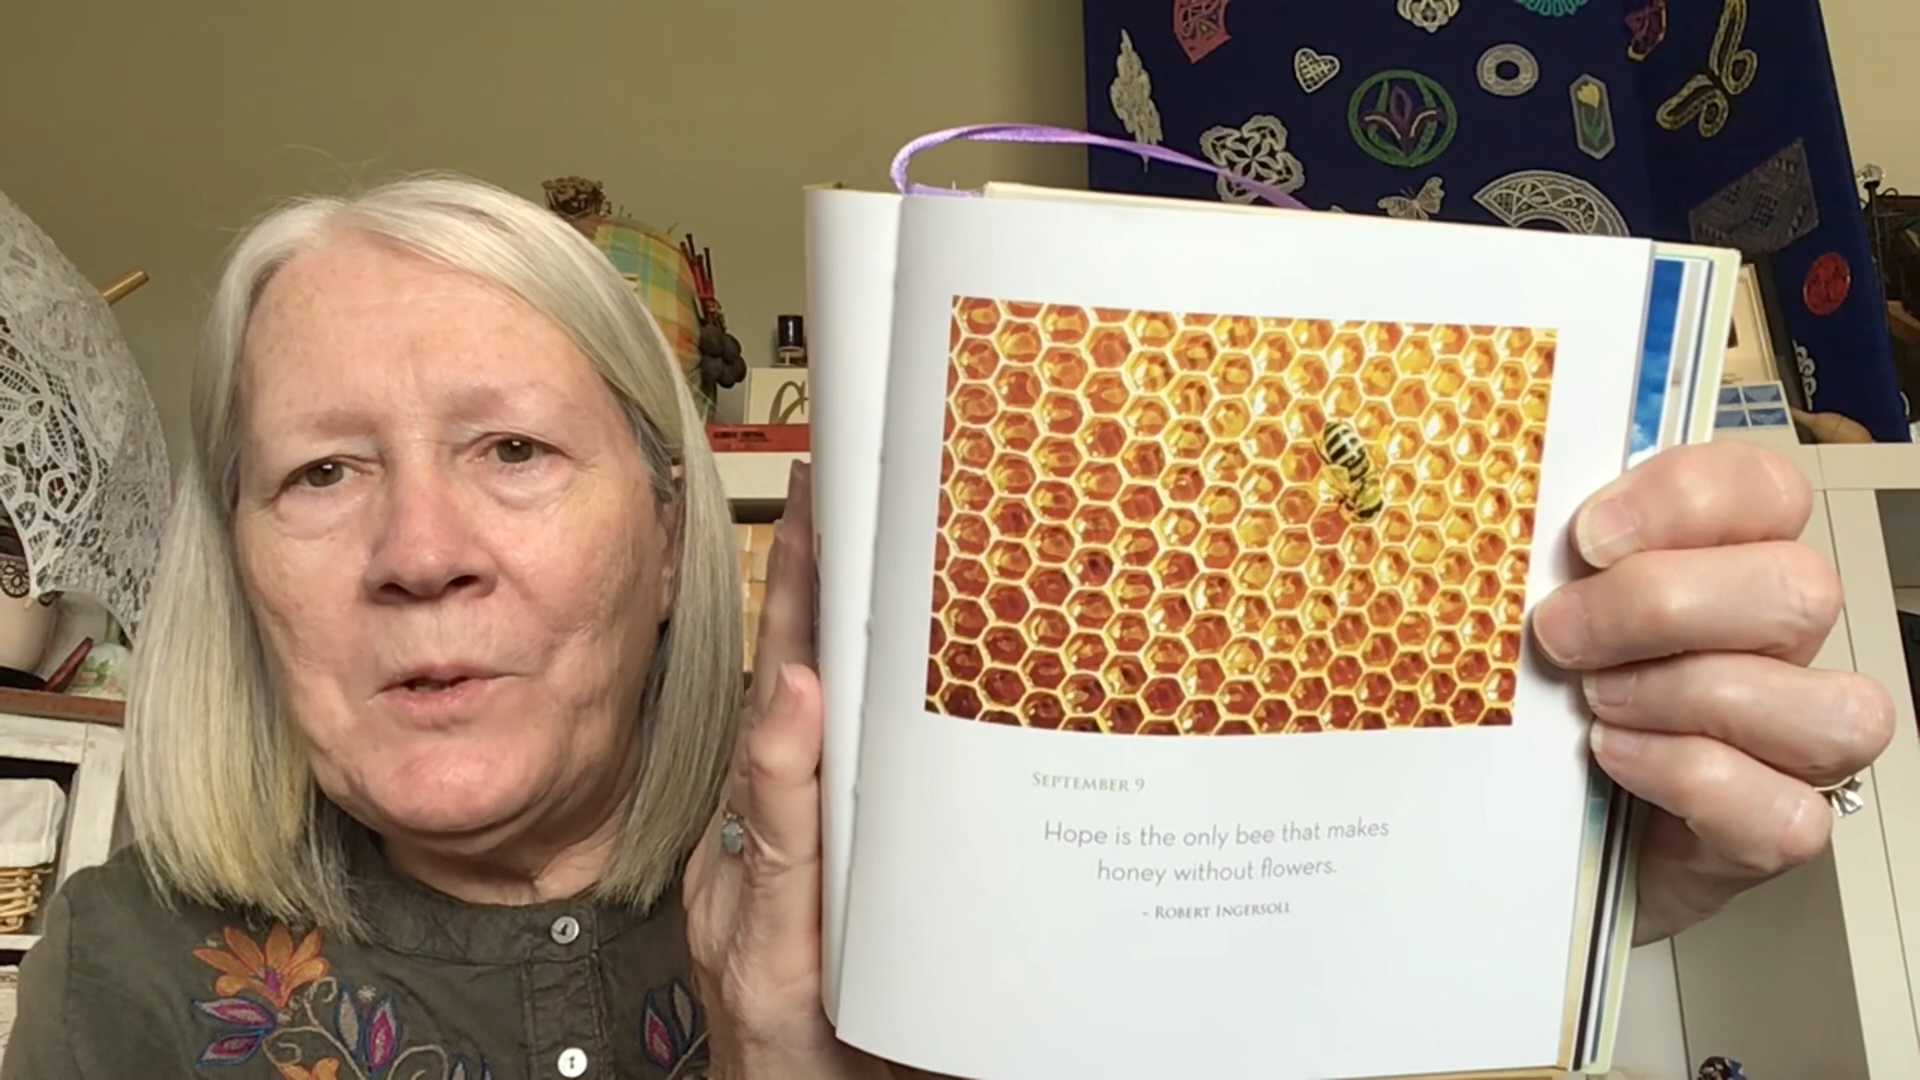 September 9
Hope is the only bee that makes
honey without flowers.
- Robert Ingersoll